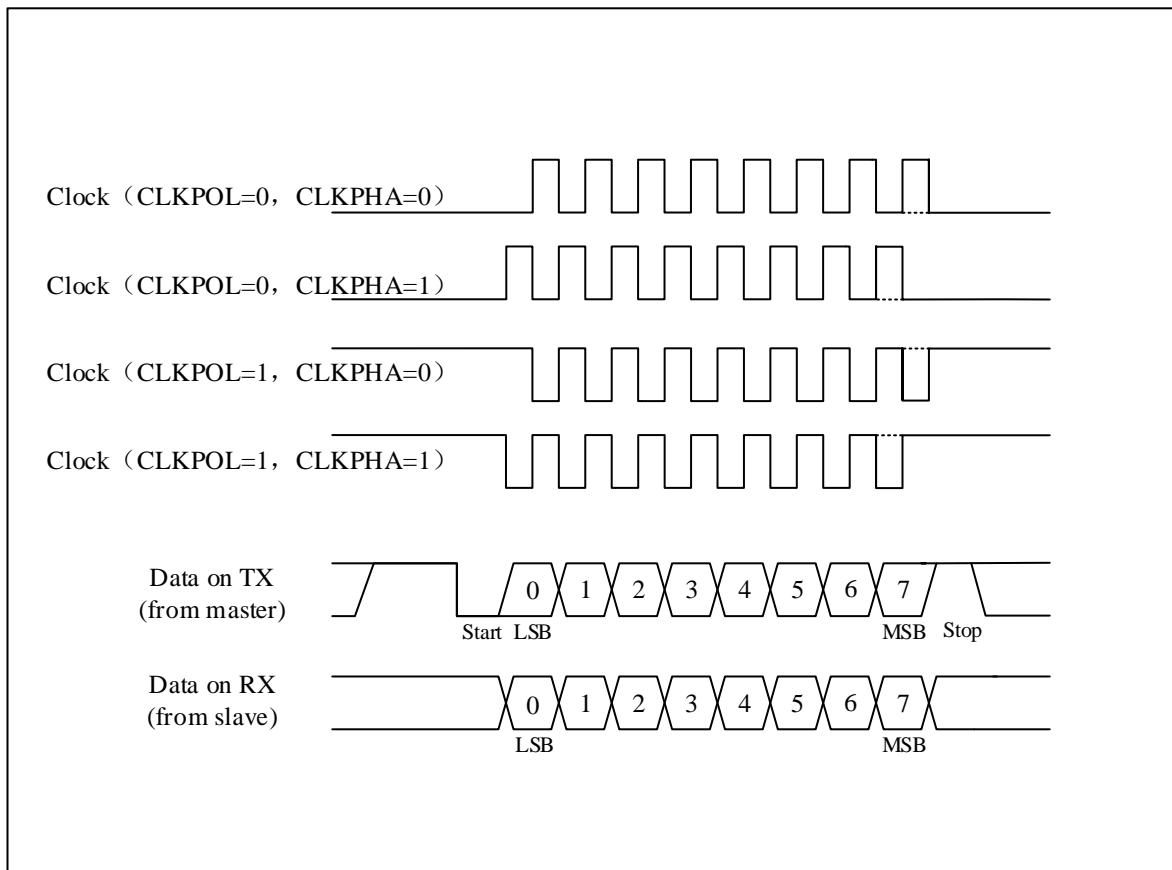 Clock（CLKPOL=0，CLKPHA=0）
Clock（CLKPOL=0，CLKPHA=1）
Clock（CLKPOL=1，CLKPHA=0）
Clock（CLKPOL=1，CLKPHA=1）
Data on TX
(from master)
0 1 2 3 4 5 6 7
Start LSB MSB Stop
Data on RX
(from slave)
0 1 2 3 4 5 6 7
LSB MSB